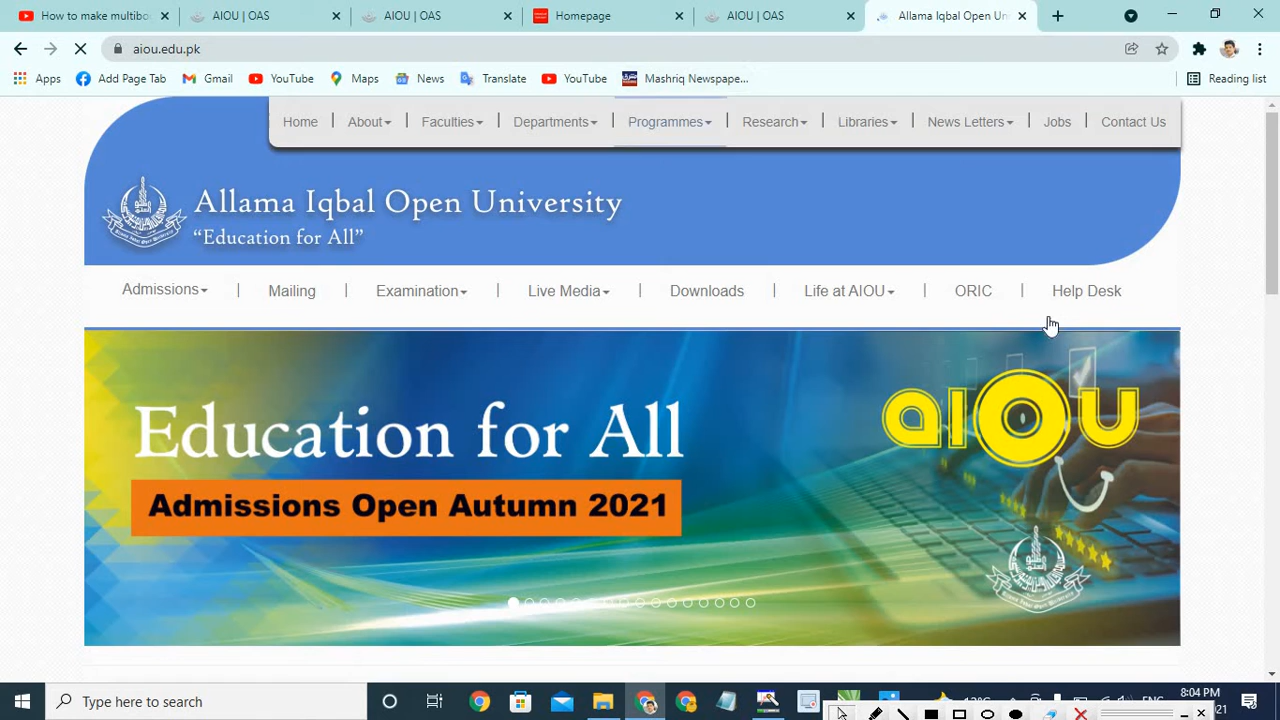 How to make multibo
AIOU | OAS
AIOU | OAS
Homepage
AIOU | OAS
Allama Iqbal Open Un
aiou.edu.pk
Apps
Add Page Tab
Gmail
YouTube
Maps
News
Translate
YouTube
Mashriq Newspape...
Reading list
Home
About
Faculties
Departments
Programmes
Research
Libraries
News Letters
Jobs
Contact Us
Allama Iqbal Open University
“Education for All”
Admissions
Mailing
Examination
Live Media
Downloads
Life at AIOU
ORIC
Help Desk
Education for All
Admissions Open Autumn 2021
aiou
Type here to search
ENG
8:04 PM